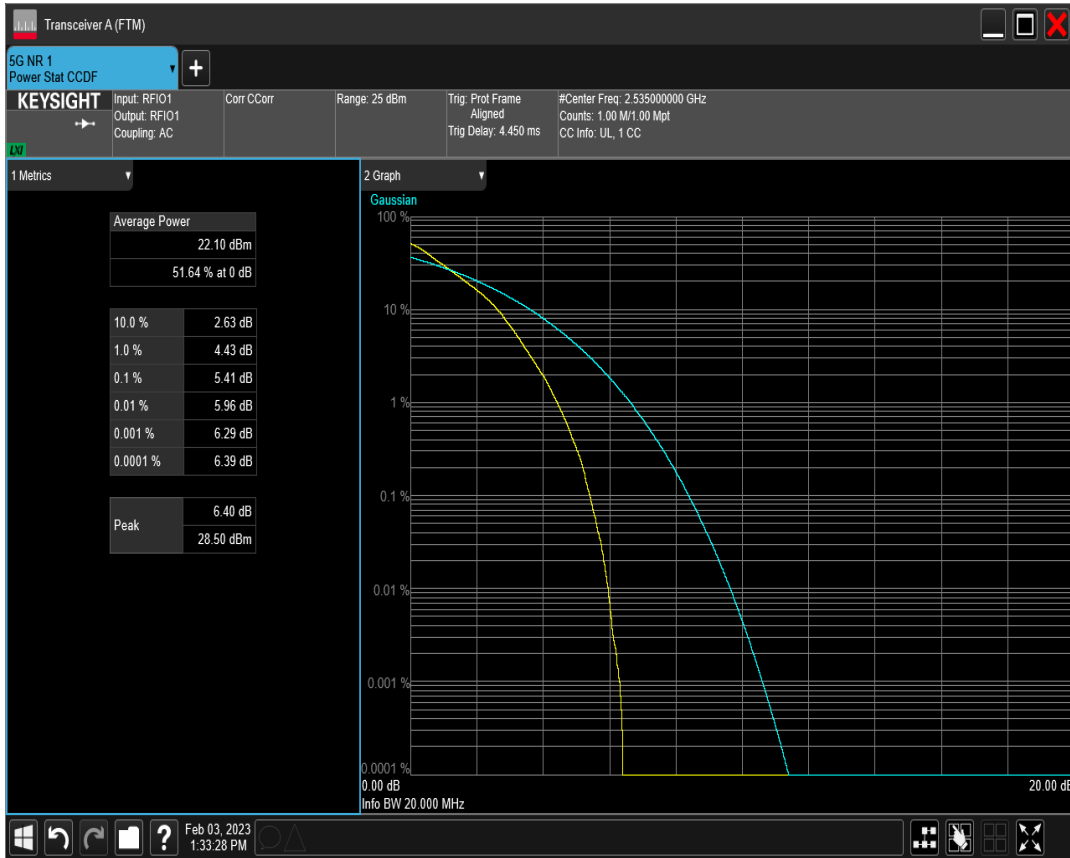 Transceiver A (FTM)
5G NR 1
Power Stat CCDF
+
KEYSIGHT
LXI
Input: RFIO1
Output: RFIO1
Coupling: AC
Corr CCorr
Range: 25 dBm
Trig: Prot Frame
Aligned
Trig Delay: 4.450 ms
#Center Freq: 2.535000000 GHz
Counts: 1.00 M/1.00 Mpt
CC Info: UL, 1 CC
1 Metrics
Average Power
22.10 dBm
51.64 % at 0 dB
10.0 % 2.63 dB
1.0 % 4.43 dB
0.1 % 5.41 dB
0.01 % 5.96 dB
0.001 % 6.29 dB
0.0001 % 6.39 dB
Peak
6.40 dB
28.50 dBm
2 Graph
Gaussian
100 %
10 %
1 %
0.1 %
0.01 %
0.001 %
0.0001 %
0.00 dB 20.00 dB
Info BW 20.000 MHz
? Feb 03, 2023
1:33:28 PM